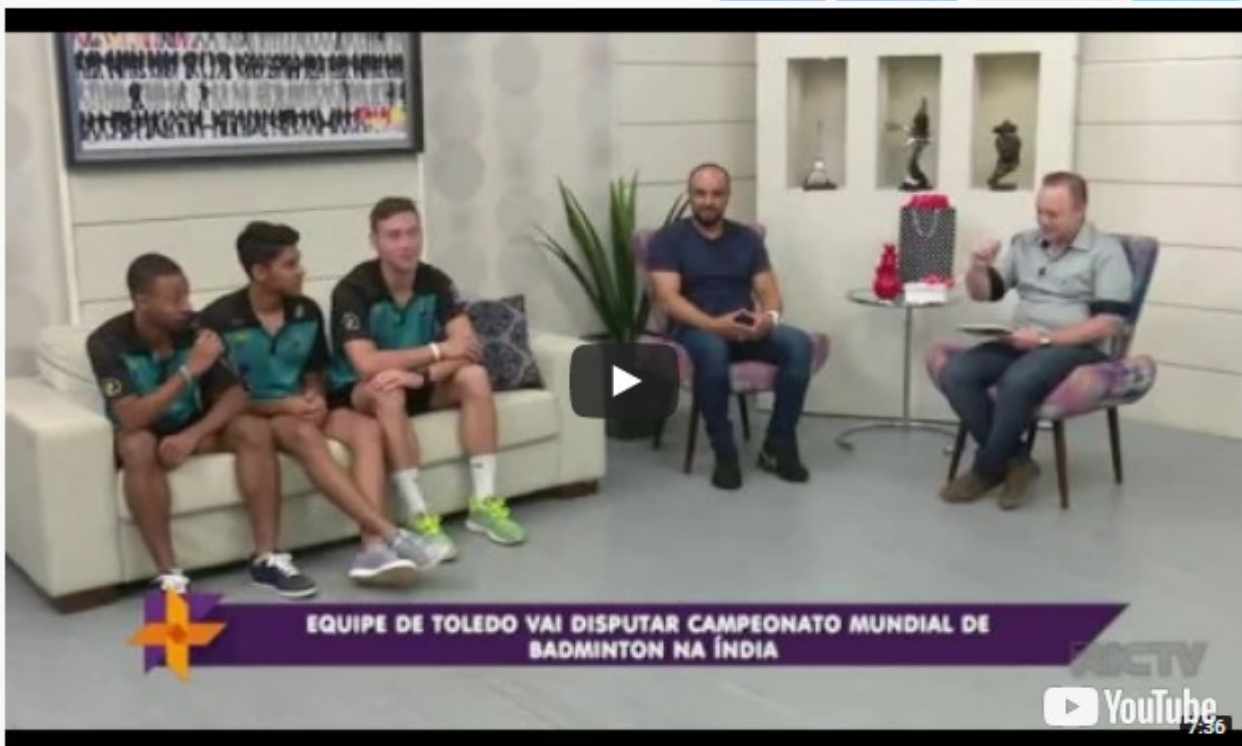 EQUIPE DE TOLEDO VAI DISPUTAR CAMPEONATO MUNDIAL DE
BADMINTON NA ÍNDIA
YouTube
7:36